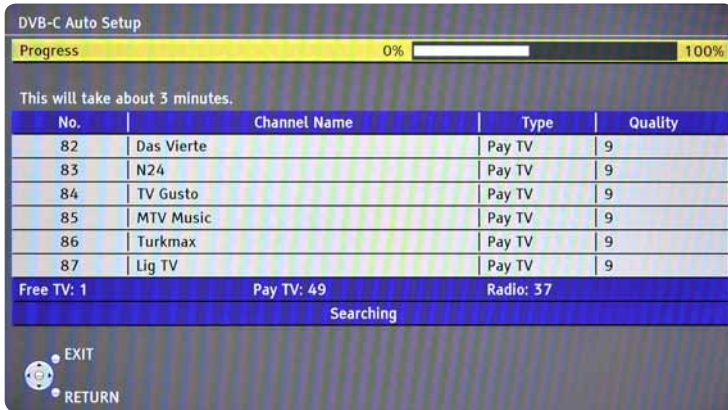 DVB-C Auto Setup
Progress 0% 100%
This will take about 3 minutes.
No. Channel Name Type Quality
82 Das Vierte Pay TV 9
83 N24 Pay TV 9
84 TV Gusto Pay TV 9
85 MTV Music Pay TV 9
86 Turkmax Pay TV 9
87 Lig TV Pay TV 9
Free TV: 1 Pay TV: 49 Radio: 37
Searching
EXIT
RETURN